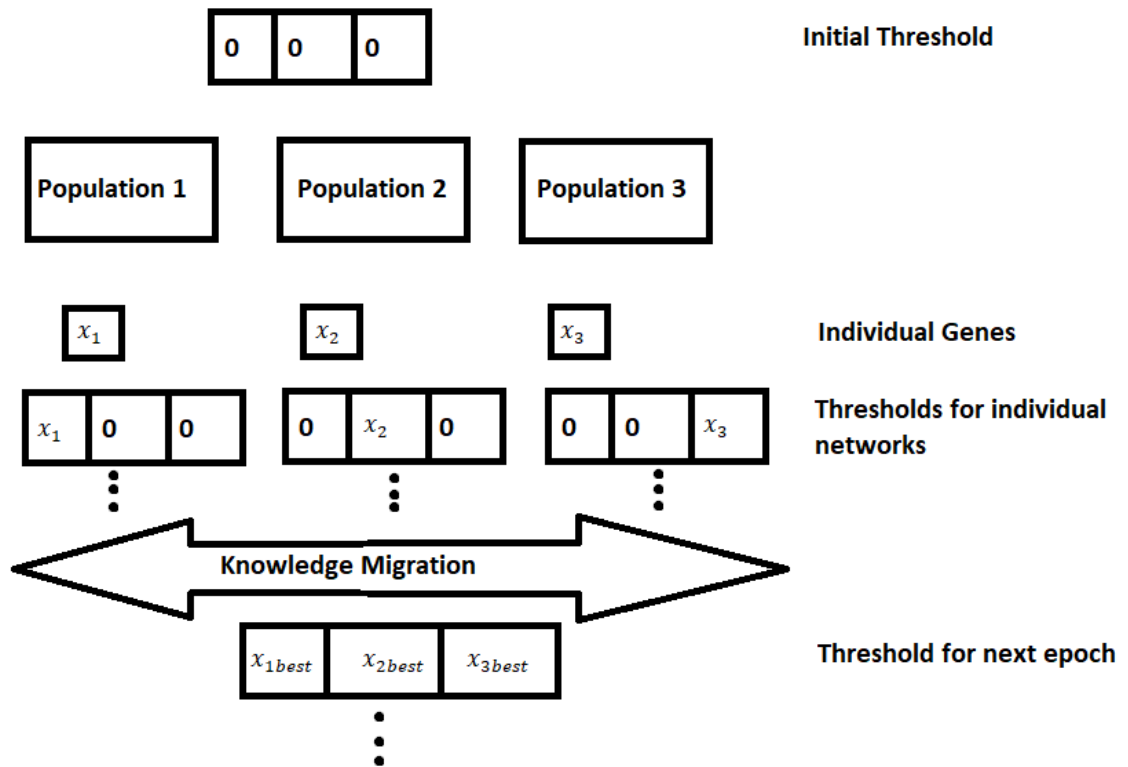 0 0 0 Initial Threshold
Population 1 Population 2 Population 3
x₁ x₂ x₃ Individual Genes
x₁ 0 0 0 x₂ 0 0 0 x₃ Thresholds for individual
networks
Knowledge Migration
x₁best x₂best x₃best Threshold for next epoch